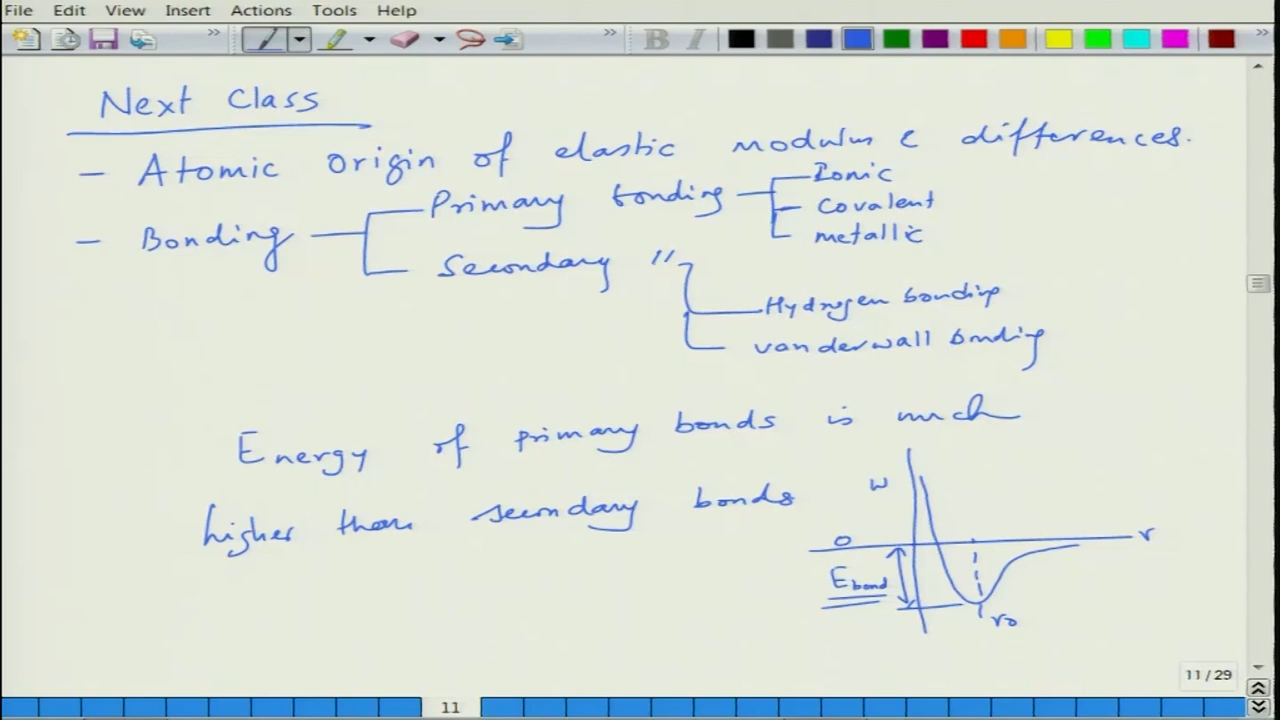 File Edit View Insert Actions Tools Help
B I
Next Class
- Atomic origin of elastic modulus & differences.
- Bonding
Primary bonding
Ionic
Covalent
metallic
Secondary "
Hydrogen bonding
vanderwall bonding
Energy of primary bonds is much
higher than secondary bonds
w
0
r
E bond
r0
11 / 29
11